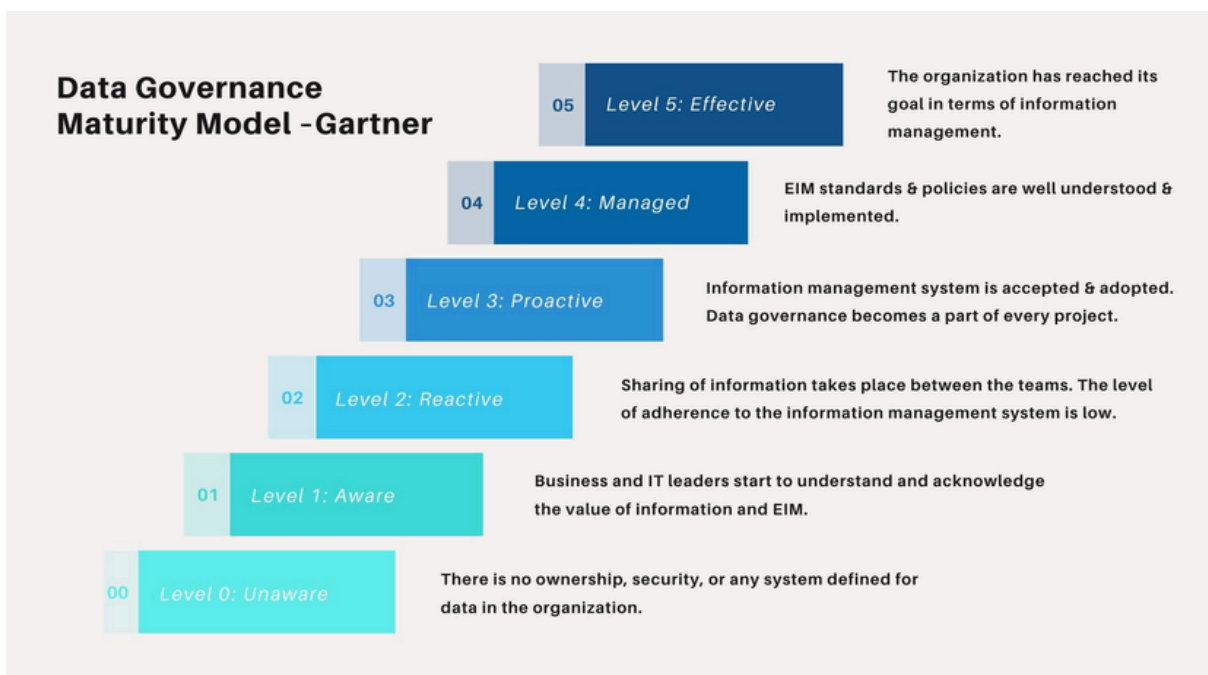 Data Governance
Maturity Model –Gartner
05
Level 5: Effective
The organization has reached its
goal in terms of information
management.
04
Level 4: Managed
EIM standards & policies are well understood &
implemented.
03
Level 3: Proactive
Information management system is accepted & adopted.
Data governance becomes a part of every project.
02
Level 2: Reactive
Sharing of information takes place between the teams. The level
of adherence to the information management system is low.
01
Level 1: Aware
Business and IT leaders start to understand and acknowledge
the value of information and EIM.
00
Level 0: Unaware
There is no ownership, security, or any system defined for
data in the organization.